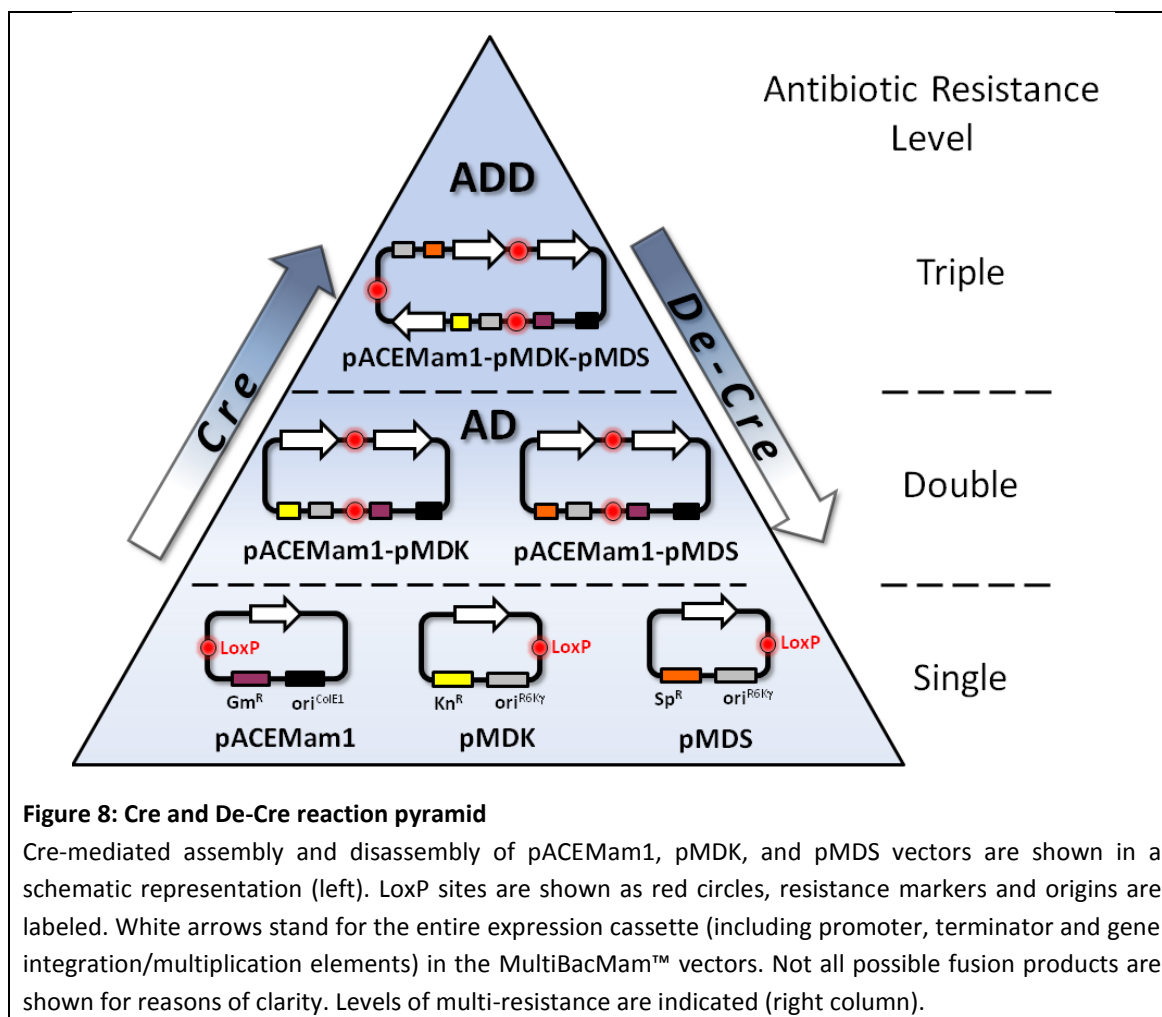 Antibiotic Resistance
Level
ADD
Triple
Cre
De-Cre
pACEMam1-pMDK-pMDS
AD
Double
pACEMam1-pMDK
pACEMam1-pMDS
LoxP
LoxP
LoxP
Single
Gm^R
ori^ColE1
Kn^R
ori^R6Kγ
Sp^R
ori^R6Kγ
pACEMam1
pMDK
pMDS
Figure 8: Cre and De-Cre reaction pyramid
Cre-mediated assembly and disassembly of pACEMam1, pMDK, and pMDS vectors are shown in a
schematic representation (left). LoxP sites are shown as red circles, resistance markers and origins are
labeled. White arrows stand for the entire expression cassette (including promoter, terminator and gene
integration/multiplication elements) in the MultiBacMam™ vectors. Not all possible fusion products are
shown for reasons of clarity. Levels of multi-resistance are indicated (right column).